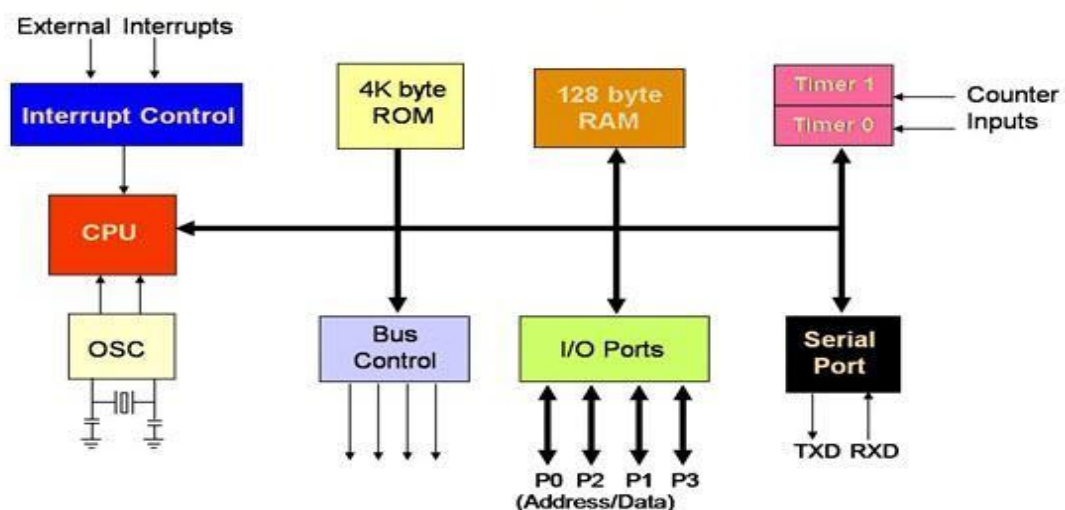 External Interrupts
Interrupt Control
4K byte
ROM
128 byte
RAM
Timer 1
Timer 0
Counter
Inputs
CPU
OSC
Bus
Control
I/O Ports
Serial
Port
TXD RXD
P0 P2 P1 P3
(Address/Data)